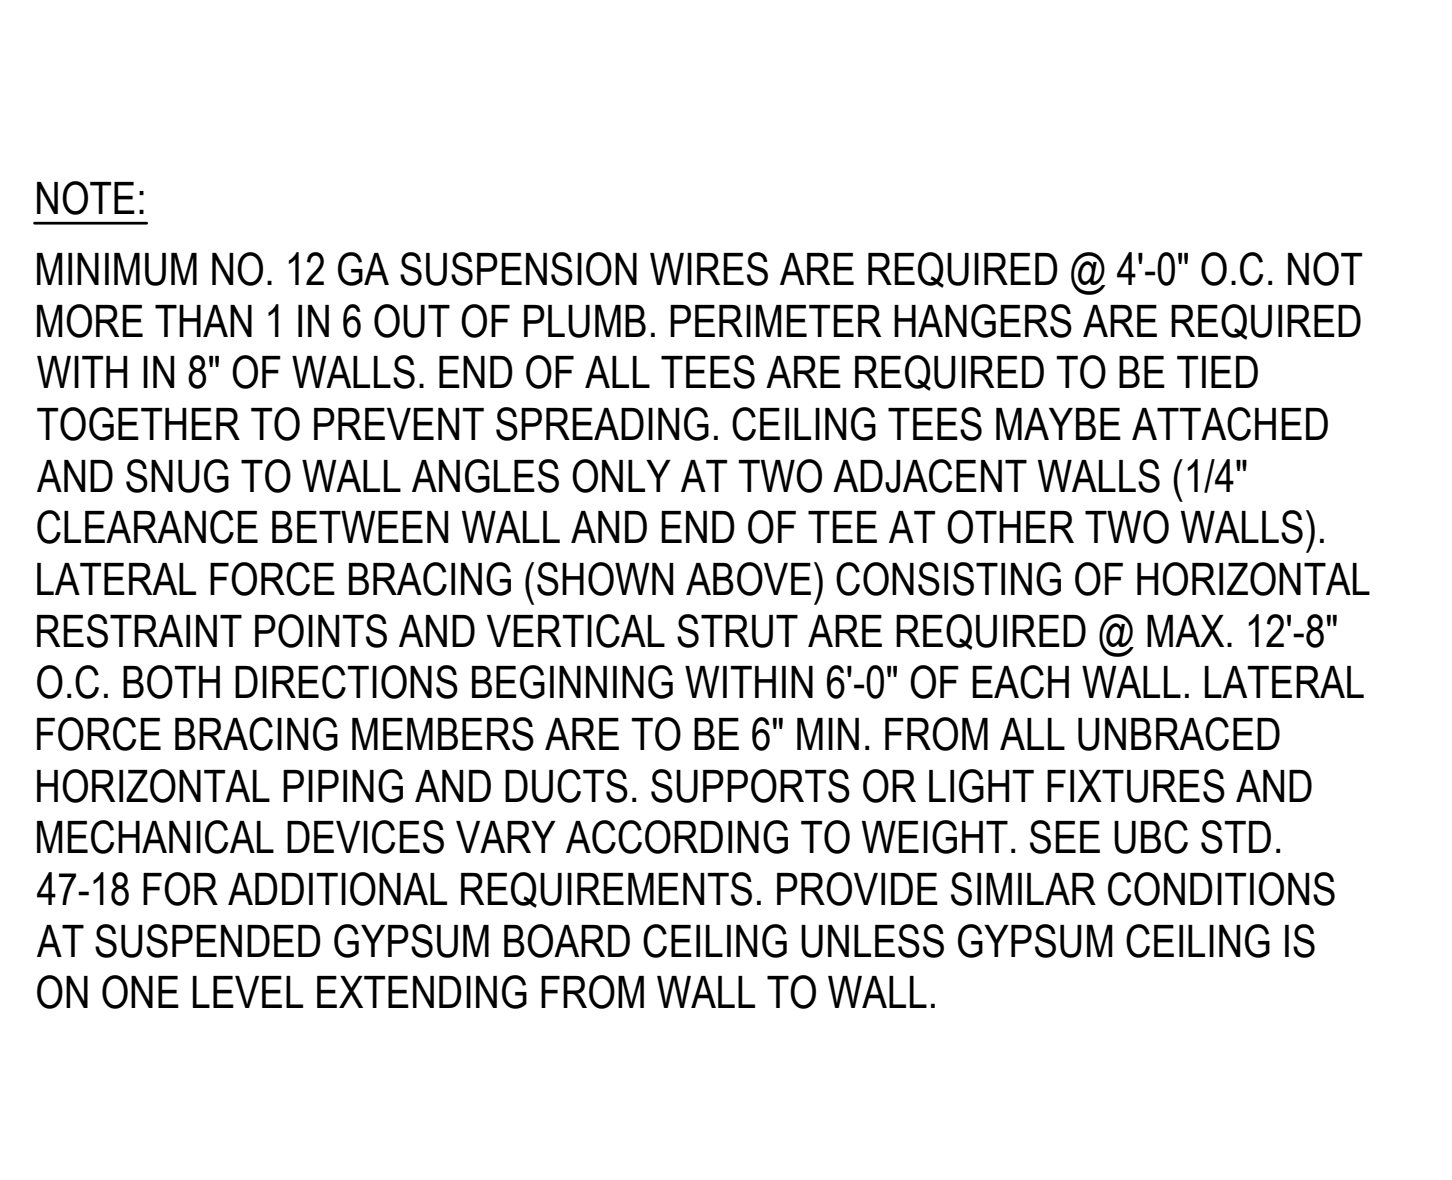 NOTE:
MINIMUM NO. 12 GA SUSPENSION WIRES ARE REQUIRED @ 4'-0" O.C. NOT
MORE THAN 1 IN 6 OUT OF PLUMB. PERIMETER HANGERS ARE REQUIRED
WITH IN 8" OF WALLS. END OF ALL TEES ARE REQUIRED TO BE TIED
TOGETHER TO PREVENT SPREADING. CEILING TEES MAYBE ATTACHED
AND SNUG TO WALL ANGLES ONLY AT TWO ADJACENT WALLS (1/4"
CLEARANCE BETWEEN WALL AND END OF TEE AT OTHER TWO WALLS).
LATERAL FORCE BRACING (SHOWN ABOVE) CONSISTING OF HORIZONTAL
RESTRAINT POINTS AND VERTICAL STRUT ARE REQUIRED @ MAX. 12'-8"
O.C. BOTH DIRECTIONS BEGINNING WITHIN 6'-0" OF EACH WALL. LATERAL
FORCE BRACING MEMBERS ARE TO BE 6" MIN. FROM ALL UNBRACED
HORIZONTAL PIPING AND DUCTS. SUPPORTS OR LIGHT FIXTURES AND
MECHANICAL DEVICES VARY ACCORDING TO WEIGHT. SEE UBC STD.
47-18 FOR ADDITIONAL REQUIREMENTS. PROVIDE SIMILAR CONDITIONS
AT SUSPENDED GYPSUM BOARD CEILING UNLESS GYPSUM CEILING IS
ON ONE LEVEL EXTENDING FROM WALL TO WALL.